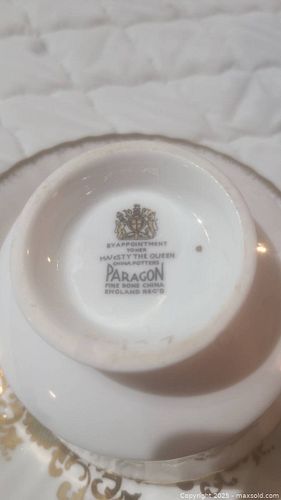 BY APPOINTMENT
TO HER
MAJESTY THE QUEEN
CHINA POTTERS
PARAGON
FINE BONE CHINA
ENGLAND REG'D
Copyright 2025 - maxsold.com